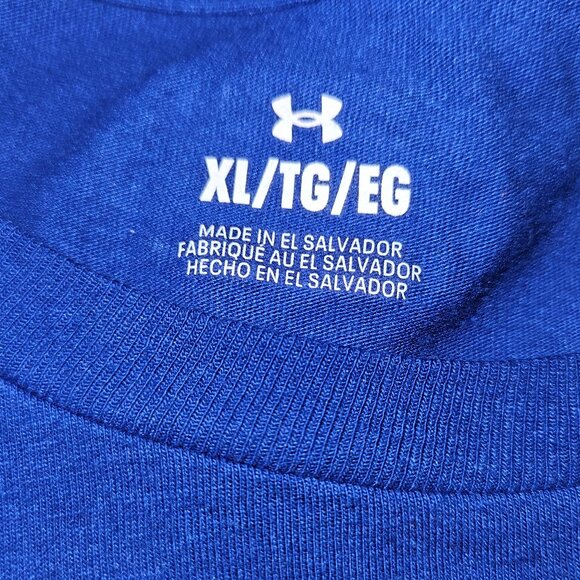 XL/TG/EG
MADE IN EL SALVADOR
FABRIQUÉ AU EL SALVADOR
HECHO EN EL SALVADOR